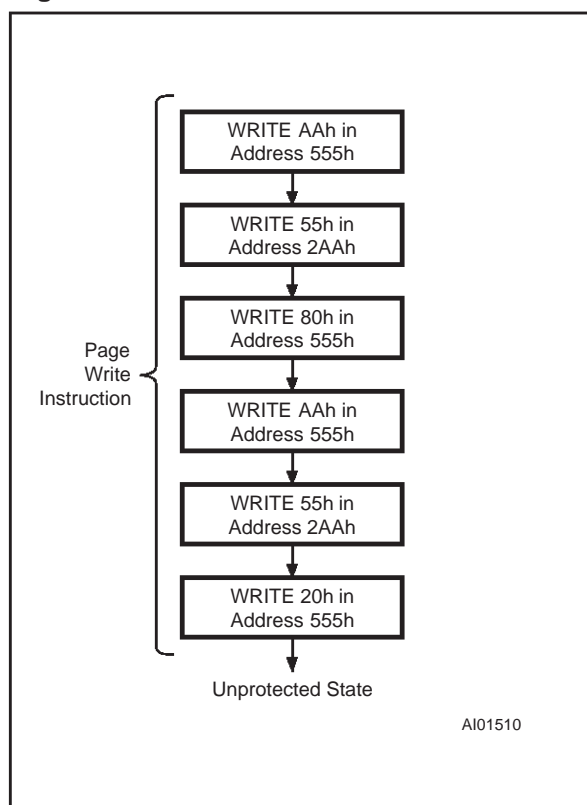 WRITE AAh in
Address 555h
WRITE 55h in
Address 2AAh
WRITE 80h in
Address 555h
Page
Write
Instruction
WRITE AAh in
Address 555h
WRITE 55h in
Address 2AAh
WRITE 20h in
Address 555h
Unprotected State
AI01510